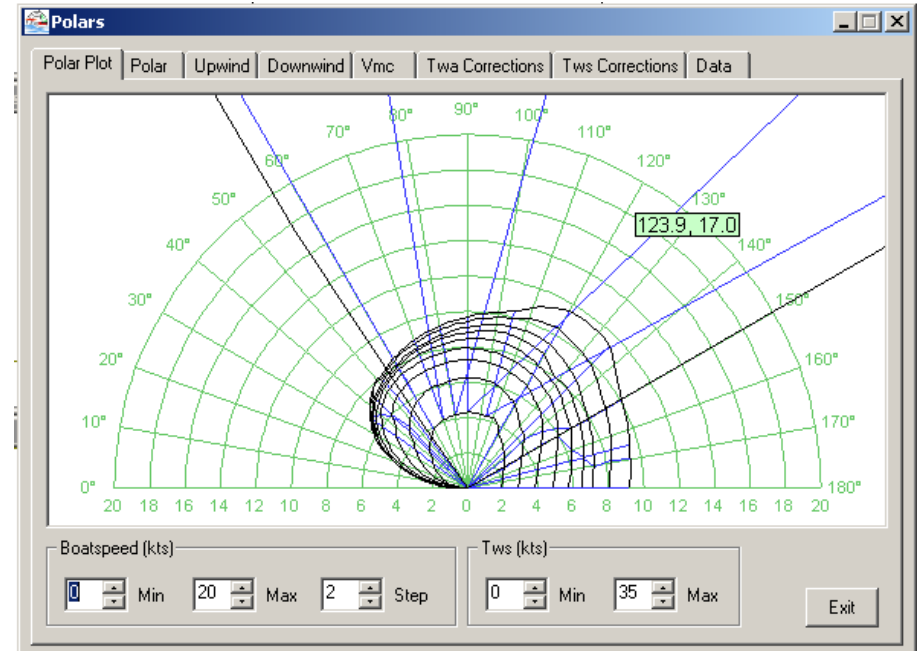 Polars
Polar Plot Polar Upwind Downwind Vmc Twa Corrections Tws Corrections Data
90°
80° 100°
70° 110°
60° 120°
50° 130°
123.9, 17.0
40° 140°
30° 150°
20° 160°
10° 170°
0° 180°
20 18 16 14 12 10 8 6 4 2 0 2 4 6 8 10 12 14 16 18 20
Boatspeed (kts) Tws (kts)
0 Min 20 Max 2 Step 0 Min 35 Max
Exit